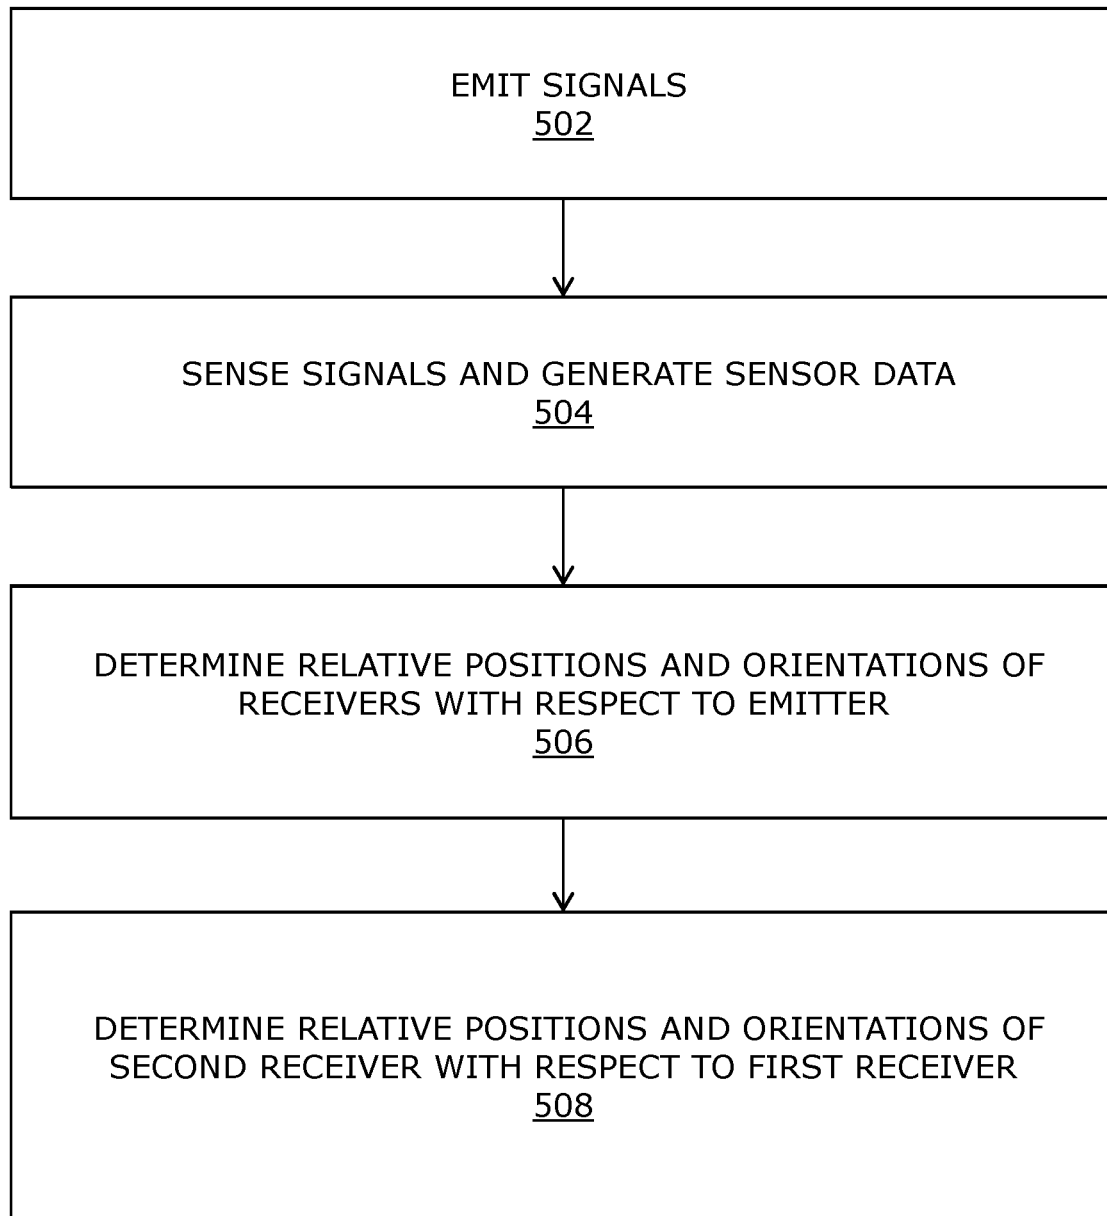 EMIT SIGNALS
502
SENSE SIGNALS AND GENERATE SENSOR DATA
504
DETERMINE RELATIVE POSITIONS AND ORIENTATIONS OF
RECEIVERS WITH RESPECT TO EMITTER
506
DETERMINE RELATIVE POSITIONS AND ORIENTATIONS OF
SECOND RECEIVER WITH RESPECT TO FIRST RECEIVER
508